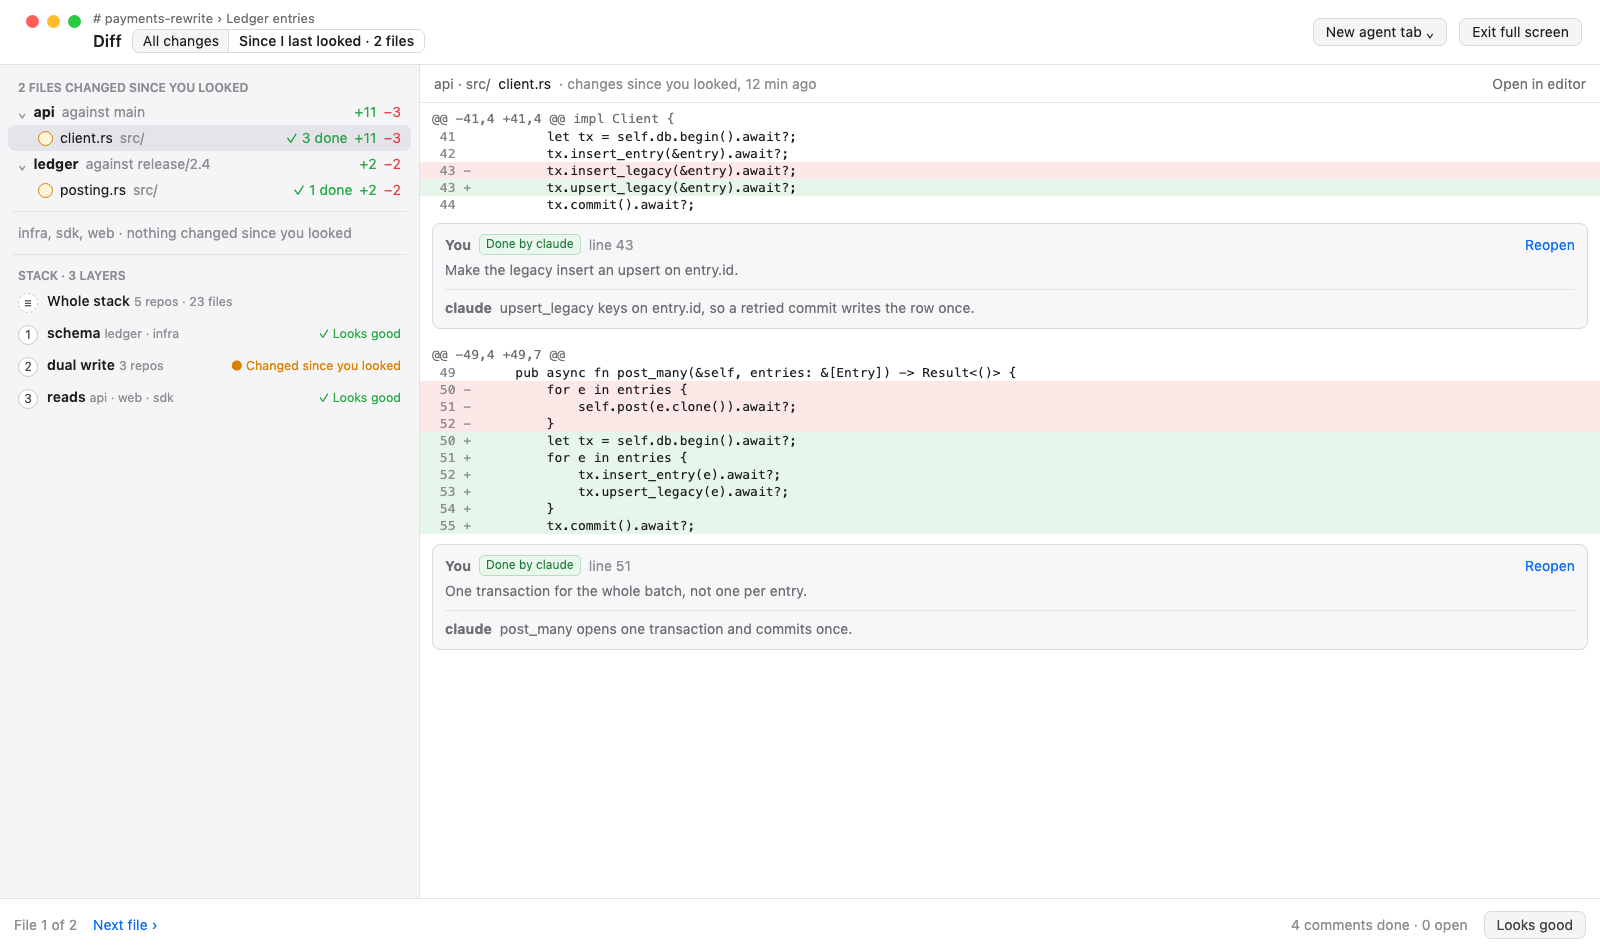 # payments-rewrite › Ledger entries
Diff
All changes
Since I last looked · 2 files
New agent tab
Exit full screen
2 FILES CHANGED SINCE YOU LOOKED
api against main +11 −3
client.rs src/ ✓ 3 done +11 −3
ledger against release/2.4 +2 −2
posting.rs src/ ✓ 1 done +2 −2
infra, sdk, web · nothing changed since you looked
STACK · 3 LAYERS
Whole stack 5 repos · 23 files
1 schema ledger · infra ✓ Looks good
2 dual write 3 repos Changed since you looked
3 reads api · web · sdk ✓ Looks good
api · src/ client.rs · changes since you looked, 12 min ago
Open in editor
@@ −41,4 +41,4 @@ impl Client {
41 let tx = self.db.begin().await?;
42 tx.insert_entry(&entry).await?;
43 − tx.insert_legacy(&entry).await?;
43 + tx.upsert_legacy(&entry).await?;
44 tx.commit().await?;
You Done by claude line 43 Reopen
Make the legacy insert an upsert on entry.id.
claude upsert_legacy keys on entry.id, so a retried commit writes the row once.
@@ −49,4 +49,7 @@
49 pub async fn post_many(&self, entries: &[Entry]) −> Result<()> {
50 − for e in entries {
51 − self.post(e.clone()).await?;
52 − }
50 + let tx = self.db.begin().await?;
51 + for e in entries {
52 + tx.insert_entry(e).await?;
53 + tx.upsert_legacy(e).await?;
54 + }
55 + tx.commit().await?;
You Done by claude line 51 Reopen
One transaction for the whole batch, not one per entry.
claude post_many opens one transaction and commits once.
File 1 of 2 Next file ›
4 comments done · 0 open
Looks good